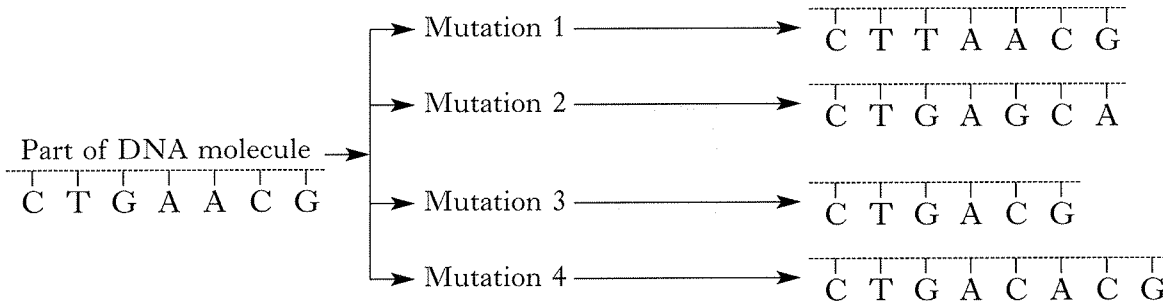 Mutation 1
C T T A A C G
Mutation 2
C T G A G C A
Part of DNA molecule
C T G A A C G
Mutation 3
C T G A C G
Mutation 4
C T G A C A C G